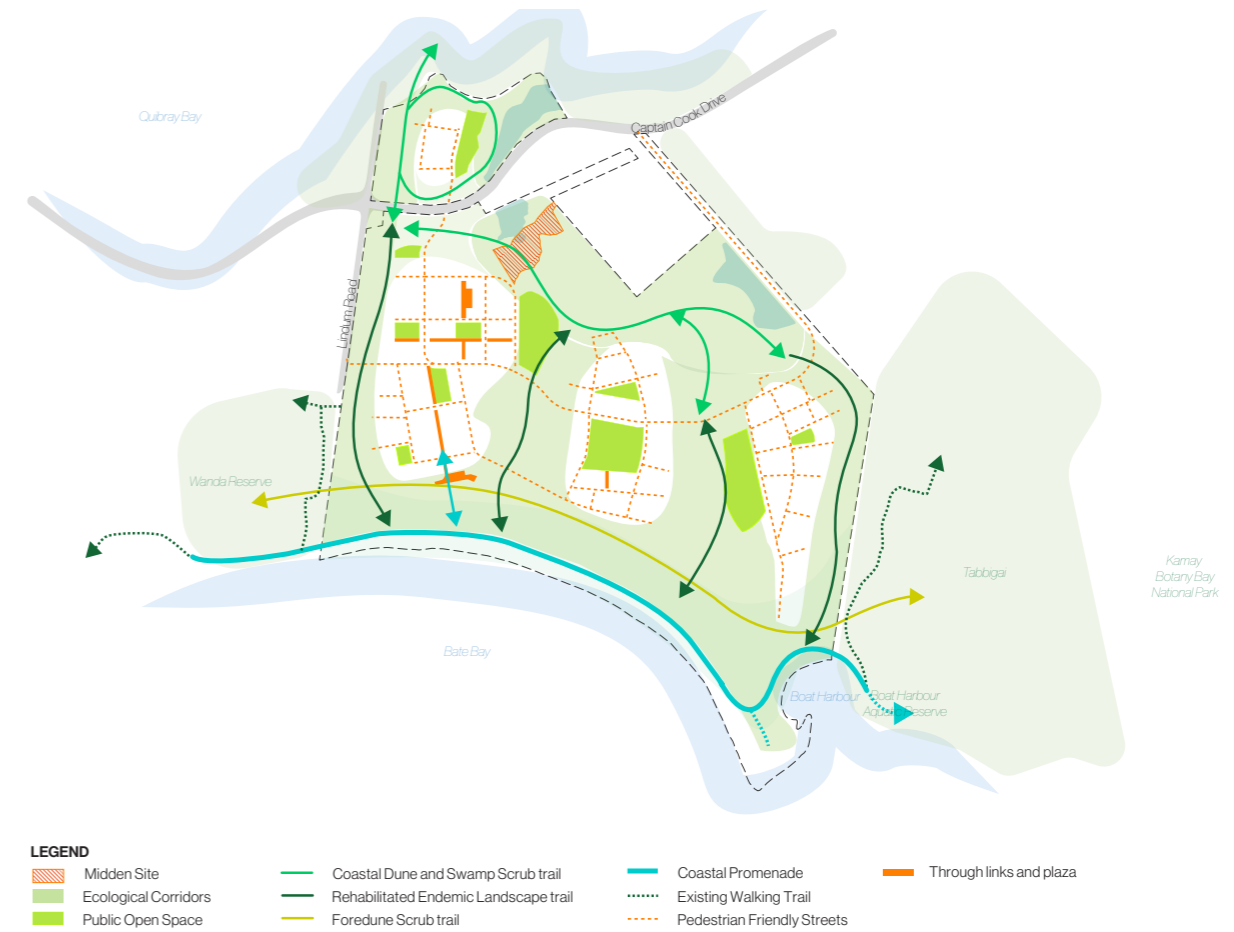 Quibray Bay
Captain Cook Drive
Lindum Road
Wanda Reserve
Tabbigai
Kamay
Botany Bay
National Park
Bate Bay
Boat Harbour
Boat Harbour
Aquatic Reserve
LEGEND
Midden Site
Ecological Corridors
Public Open Space
Coastal Dune and Swamp Scrub trail
Rehabilitated Endemic Landscape trail
Foredune Scrub trail
Coastal Promenade
Existing Walking Trail
Pedestrian Friendly Streets
Through links and plaza